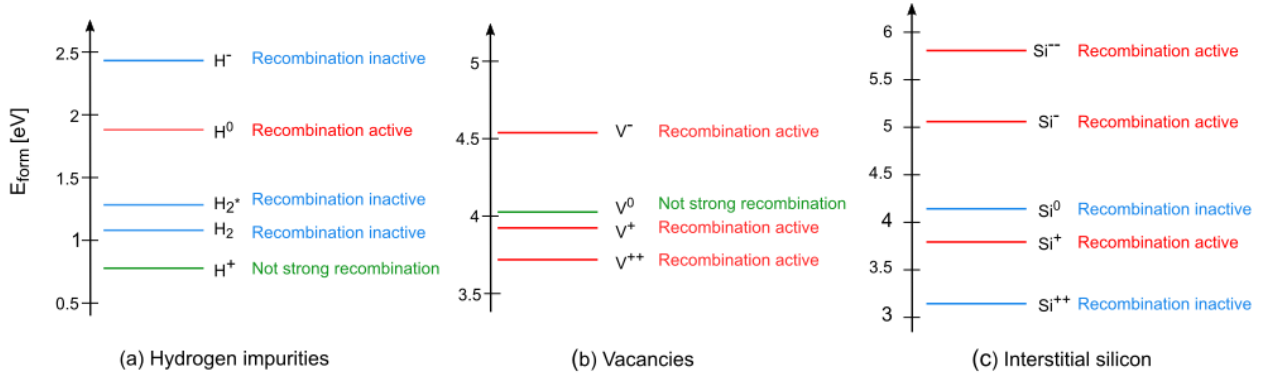 E_form [eV]
2.5
2
1.5
1
0.5
H⁻ Recombination inactive
H⁰ Recombination active
H₂* Recombination inactive
H₂ Recombination inactive
H⁺ Not strong recombination
(a) Hydrogen impurities
5
4.5
4
3.5
V⁻ Recombination active
V⁰ Not strong recombination
V⁺ Recombination active
V⁺⁺ Recombination active
(b) Vacancies
6
5.5
5
4.5
4
3.5
3
Si⁻⁻ Recombination active
Si⁻ Recombination active
Si⁰ Recombination inactive
Si⁺ Recombination active
Si⁺⁺ Recombination inactive
(c) Interstitial silicon